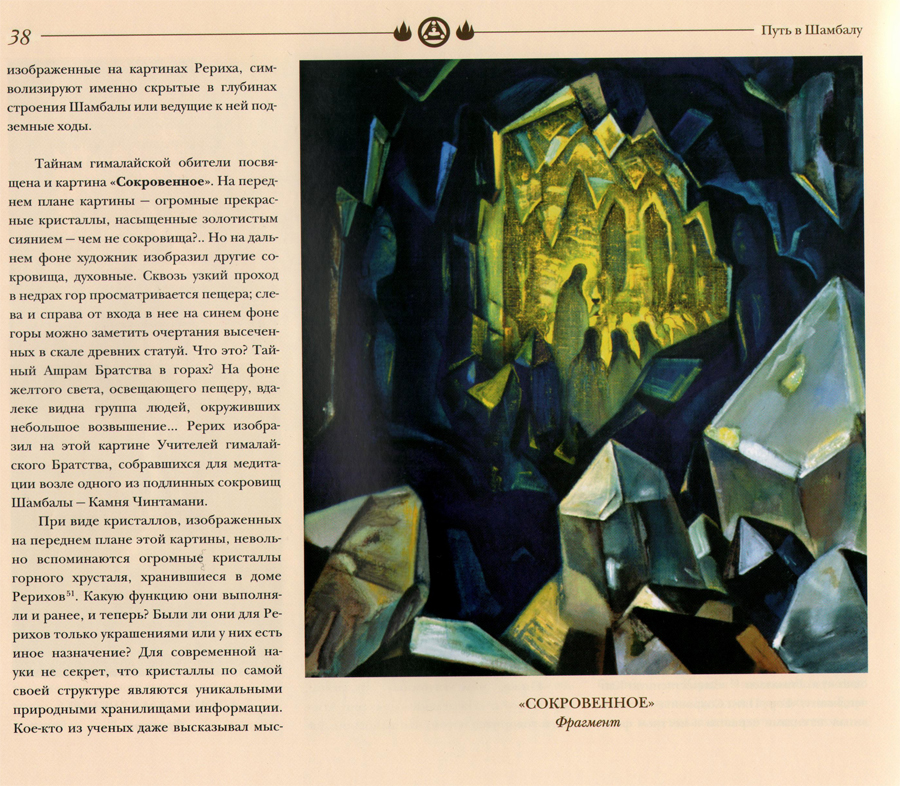 38
Путь в Шамбалу
изображенные на картинах Рериха, сим-
волизируют именно скрытые в глубинах
строения Шамбалы или ведущие к ней под-
земные ходы.
Тайнам гималайской обители посвя-
щена и картина «Сокровенное». На перед-
нем плане картины – огромные прекрас-
ные кристаллы, насыщенные золотистым
сиянием – чем не сокровища?.. Но на даль-
нем фоне художник изобразил другие со-
кровища, духовные. Сквозь узкий проход
в недрах гор просматривается пещера; сле-
ва и справа от входа в нее на синем фоне
горы можно заметить очертания высечен-
ных в скале древних статуй. Что это? Тай-
ный Ашрам Братства в горах? На фоне
желтого света, освещающего пещеру, вда-
леке видна группа людей, окруживших
небольшое возвышение... Рерих изобра-
зил на этой картине Учителей гималай-
ского Братства, собравшихся для медита-
ции возле одного из подлинных сокровищ
Шамбалы – Камня Чинтамани.
При виде кристаллов, изображенных
на переднем плане этой картины, неволь-
но вспоминаются огромные кристаллы
горного хрусталя, хранившиеся в доме
Рерихов⁵¹. Какую функцию они выполня-
ли и ранее, и теперь? Были ли они для Ре-
рихов только украшениями или у них есть
иное назначение? Для современной на-
уки не секрет, что кристаллы по самой
своей структуре являются уникальными
природными хранилищами информации.
Кое-кто из ученых даже высказывал мыс-
«СОКРОВЕННОЕ»
Фрагмент